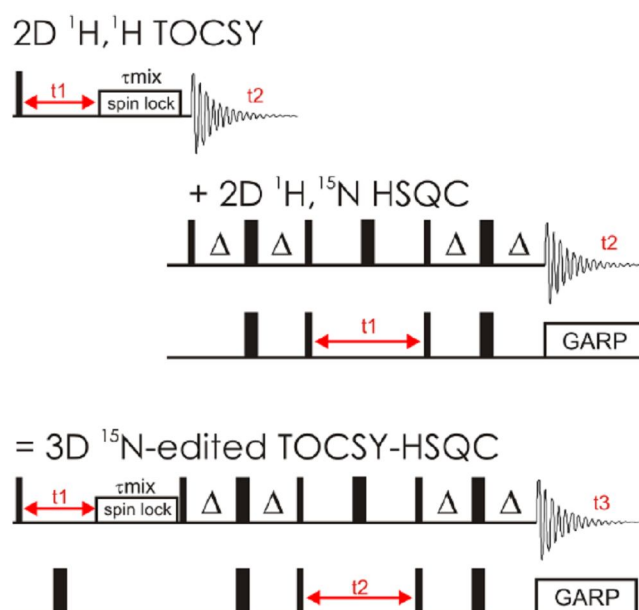 2D ¹H,¹H TOCSY
τmix
t1 spin lock t2
+ 2D ¹H,¹⁵N HSQC
Δ Δ Δ Δ t2
t1 GARP
= 3D ¹⁵N-edited TOCSY-HSQC
τmix
t1 spin lock Δ Δ Δ Δ t3
t2 GARP